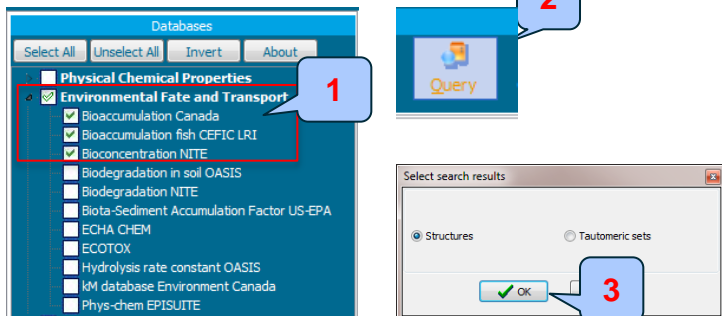 Databases
Select All Unselect All Invert About
Physical Chemical Properties
Environmental Fate and Transport
Bioaccumulation Canada
Bioaccumulation fish CEFIC LRI
Bioconcentration NITE
Biodegradation in soil OASIS
Biodegradation NITE
Biota-Sediment Accumulation Factor US-EPA
ECHA CHEM
ECOTOX
Hydrolysis rate constant OASIS
kM database Environment Canada
Phys-chem EPISUITE
1
2
Query
Select search results
Structures Tautomeric sets
OK
3